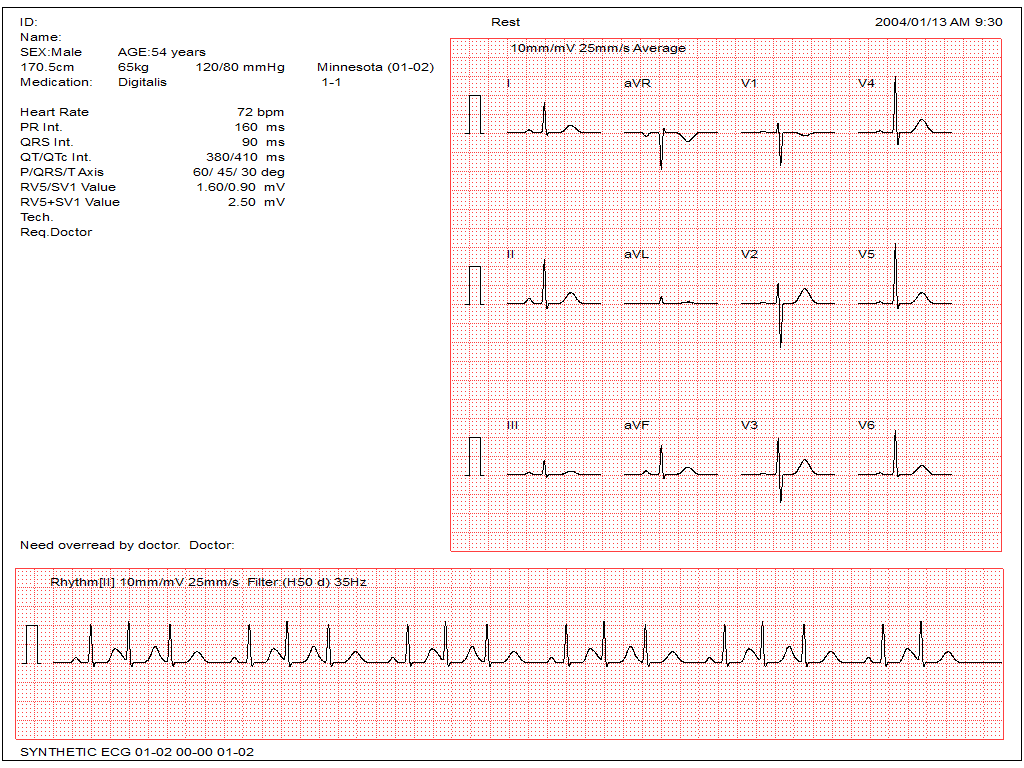 ID: Rest 2004/01/13 AM 9:30
Name:
SEX:Male AGE:54 years
170.5cm 65kg 120/80 mmHg Minnesota (01-02)
Medication: Digitalis 1-1
Heart Rate 72 bpm
PR Int. 160 ms
QRS Int. 90 ms
QT/QTc Int. 380/410 ms
P/QRS/T Axis 60/ 45/ 30 deg
RV5/SV1 Value 1.60/0.90 mV
RV5+SV1 Value 2.50 mV
Tech.
Req.Doctor
10mm/mV 25mm/s Average
I aVR V1 V4
II aVL V2 V5
III aVF V3 V6
Need overread by doctor. Doctor:
Rhythm[II] 10mm/mV 25mm/s Filter:(H50 d) 35Hz
SYNTHETIC ECG 01-02 00-00 01-02